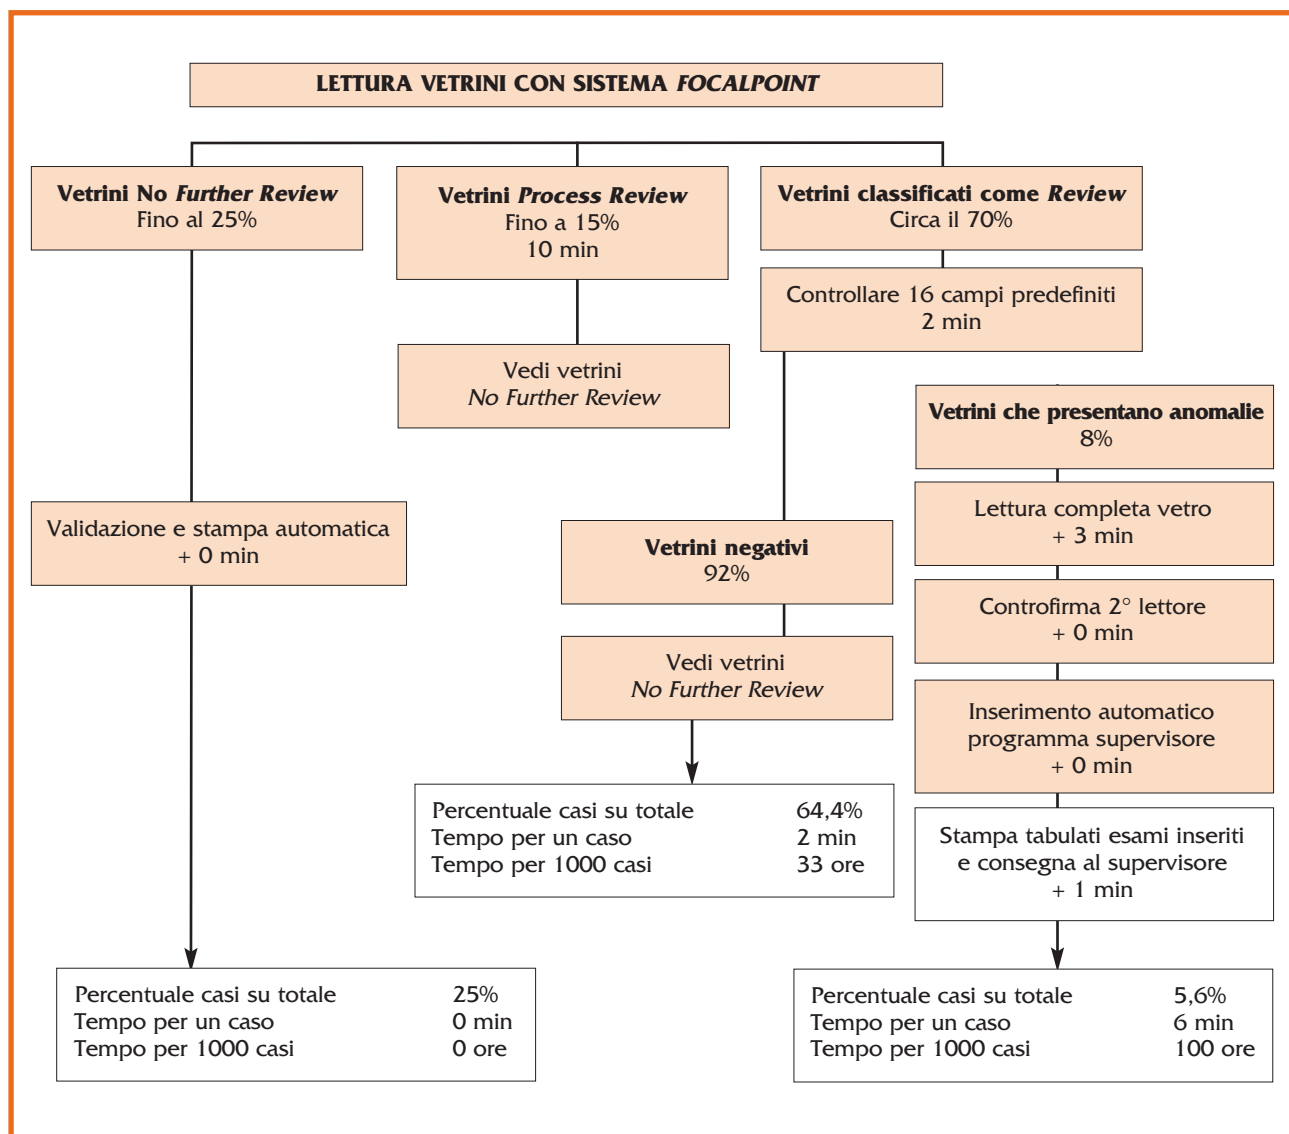 LETTURA VETRINI CON SISTEMA FOCALPOINT
Vetrini No Further Review
Fino al 25%
Vetrini Process Review
Fino a 15%
10 min
Vetrini classificati come Review
Circa il 70%
Controllare 16 campi predefiniti
2 min
Vedi vetrini
No Further Review
Vetrini che presentano anomalie
8%
Lettura completa vetro
+ 3 min
Validazione e stampa automatica
+ 0 min
Vetrini negativi
92%
Controfirma 2° lettore
+ 0 min
Vedi vetrini
No Further Review
Inserimento automatico
programma supervisore
+ 0 min
Percentuale casi su totale 64,4%
Tempo per un caso 2 min
Tempo per 1000 casi 33 ore
Stampa tabulati esami inseriti
e consegna al supervisore
+ 1 min
Percentuale casi su totale 25%
Tempo per un caso 0 min
Tempo per 1000 casi 0 ore
Percentuale casi su totale 5,6%
Tempo per un caso 6 min
Tempo per 1000 casi 100 ore